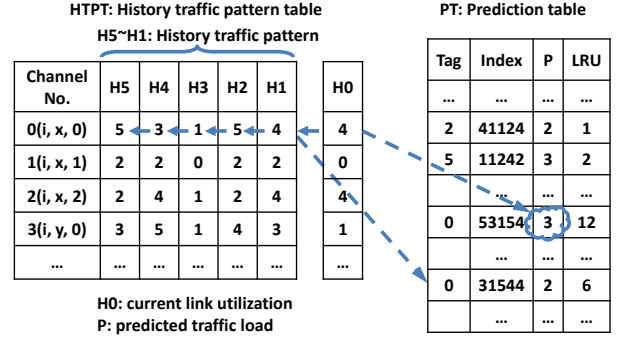 HTPT: History traffic pattern table
H5~H1: History traffic pattern
Channel No. H5 H4 H3 H2 H1 H0
0(i, x, 0) 5 3 1 5 4 4
1(i, x, 1) 2 2 0 2 2 0
2(i, x, 2) 2 4 1 2 4 4
3(i, y, 0) 3 5 1 4 3 1
... ... ... ... ... ... ...
H0: current link utilization
P: predicted traffic load
PT: Prediction table
Tag Index P LRU
... ... ... ...
2 41124 2 1
5 11242 3 2
... ... ...
0 53154 3 12
... ... ...
0 31544 2 6
... ... ...